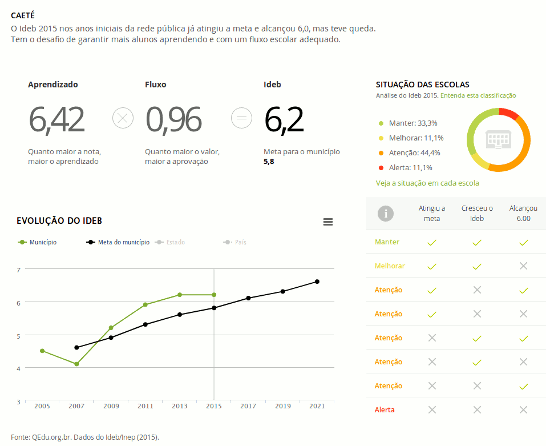 CAETÉ
O Ideb 2015 nos anos iniciais da rede pública já atingiu a meta e alcançou 6,0, mas teve queda.
Tem o desafio de garantir mais alunos aprendendo e com um fluxo escolar adequado.
Aprendizado
Fluxo
Ideb
6,42
0,96
6,2
Quanto maior a nota,
maior o aprendizado
Quanto maior o valor,
maior a aprovação
Meta para o município
5,8
SITUAÇÃO DAS ESCOLAS
Análise do Ideb 2015. Entenda esta classificação
Manter: 33,3%
Melhorar: 11,1%
Atenção: 44,4%
Alerta: 11,1%
Veja a situação em cada escola
EVOLUÇÃO DO IDEB
Município
Meta do município
Estado
País
7
6
5
4
3
2005
2007
2009
2011
2013
2015
2017
2019
2021
i
Atingiu a
meta
Cresceu o
Ideb
Alcançou
6.00
Manter
Melhorar
Atenção
Atenção
Atenção
Atenção
Atenção
Alerta
Fonte: QEdu.org.br. Dados do Ideb/Inep (2015).